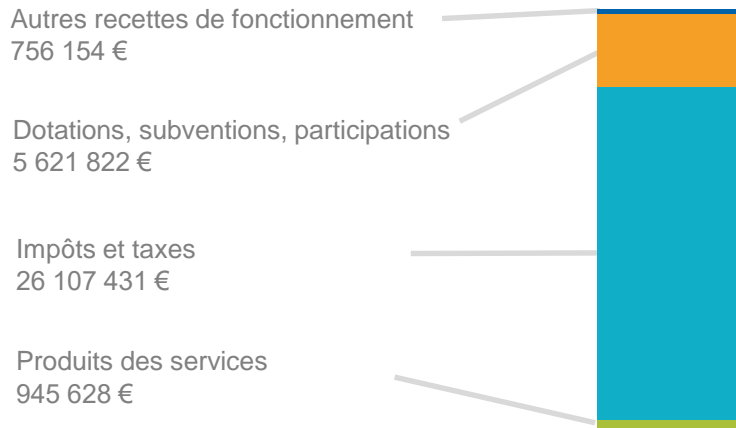 Autres recettes de fonctionnement
756 154 €
Dotations, subventions, participations
5 621 822 €
Impôts et taxes
26 107 431 €
Produits des services
945 628 €